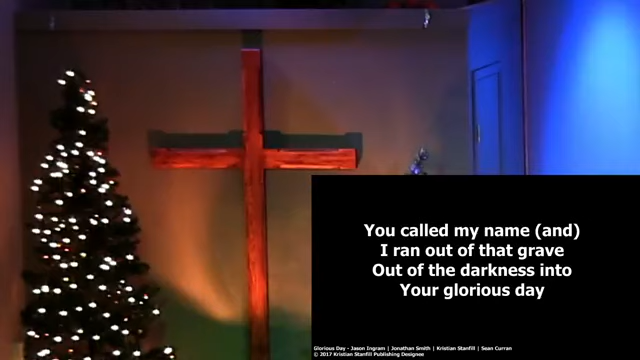 You called my name (and)
I ran out of that grave
Out of the darkness into
Your glorious day
Glorious Day - Jason Ingram | Jonathan Smith | Kristian Stanfill | Sean Curran
© 2017 Kristian Stanfill Publishing Designee